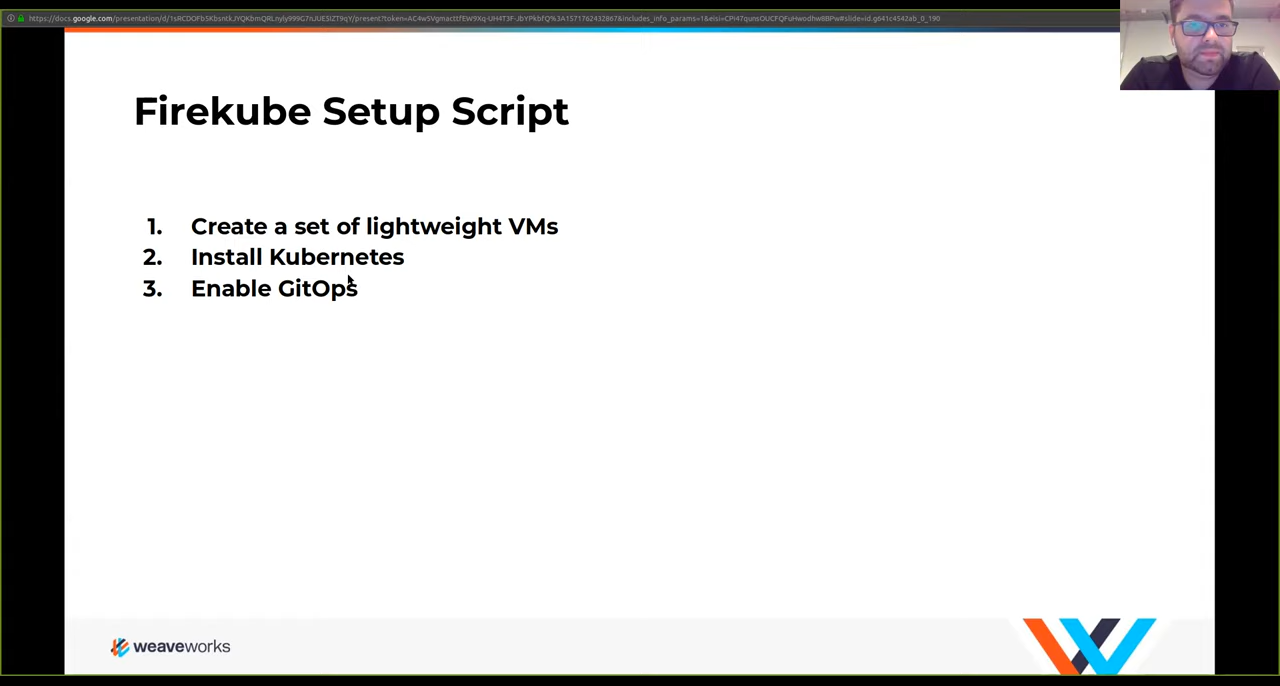 Firekube Setup Script
1. Create a set of lightweight VMs
2. Install Kubernetes
3. Enable GitOps
weaveworks